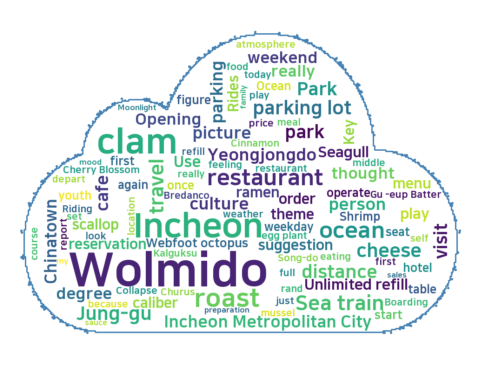 atmosphere
weekend
food
today
really
Ocean
Park
Rides
family
play
parking
figure
Moonlight
parking lot
Opening
price
meal
picture
park
Key
Cinnamon
clam
Yeongjongdo
Seagull
refill
Use
feeling
middle
mood
first
Cherry Blossom
restaurant
thought
really
travel
restaurant
depart
again
once
ramen
operate
Gu -eup Batter
menu
youth
cafe
Bredanco
culture
order
person
Riding
set
location
weather
theme
Shrimp
play
Chinatown
report
scallop
Incheon
weekday
ocean
seat
visit
look
reservation
Webfoot octopus
egg plant
suggestion
self
course
Kalguksu
Song-do
eating
cheese
my
Wolmido
distance
first
hotel
full
sales
degree
Collapse
Churus
rand
Unlimited refill
table
because
caliber
roast
just
Sea train
Boarding
Jung-gu
preparation
mussel
start
sauce
Incheon Metropolitan City